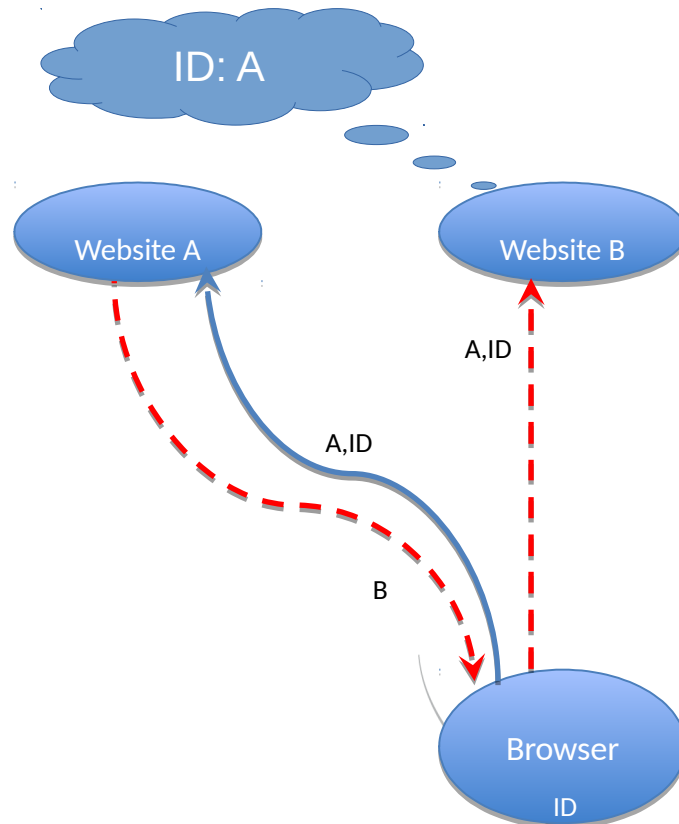 ID: A
Website A
Website B
A,ID
A,ID
B
Browser
ID